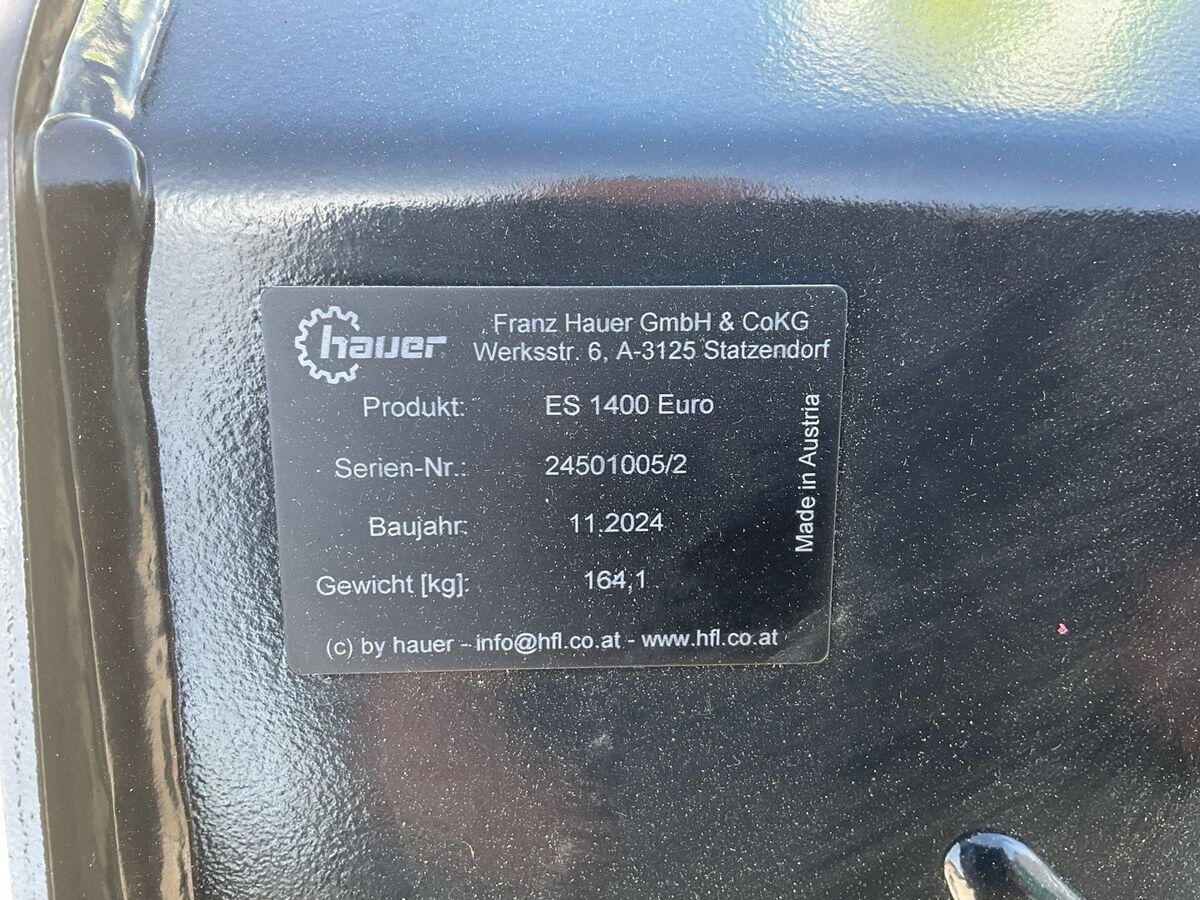 hauer
Franz Hauer GmbH & CoKG
Werksstr. 6, A-3125 Statzendorf
Produkt: ES 1400 Euro
Serien-Nr.: 24501005/2
Baujahr: 11.2024
Gewicht [kg]: 164,1
Made in Austria
(c) by hauer - info@hfl.co.at - www.hfl.co.at